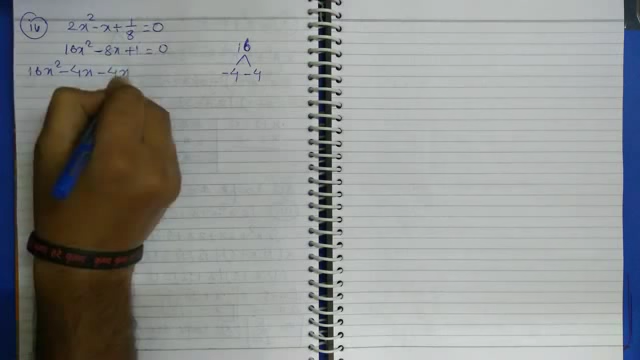 (iv) 2x² - x + 1/8 = 0
16x² - 8x + 1 = 0
16x² - 4x - 4x
16
-4 -4